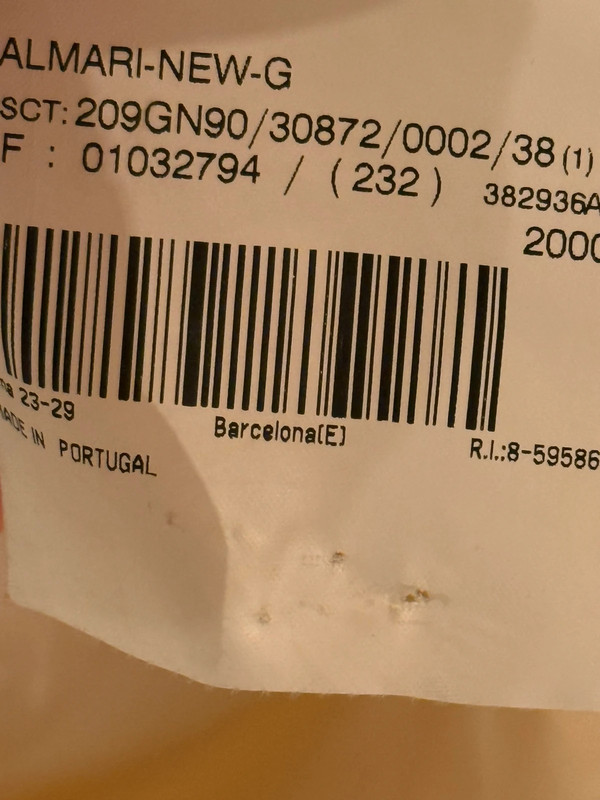 ALMARI-NEW-G
SCT: 209GN90/30872/0002/38 (1)
F : 01032794 / ( 232 ) 382936A
2000
23-29
Barcelona(E)
R.I.:8-59586
MADE IN PORTUGAL